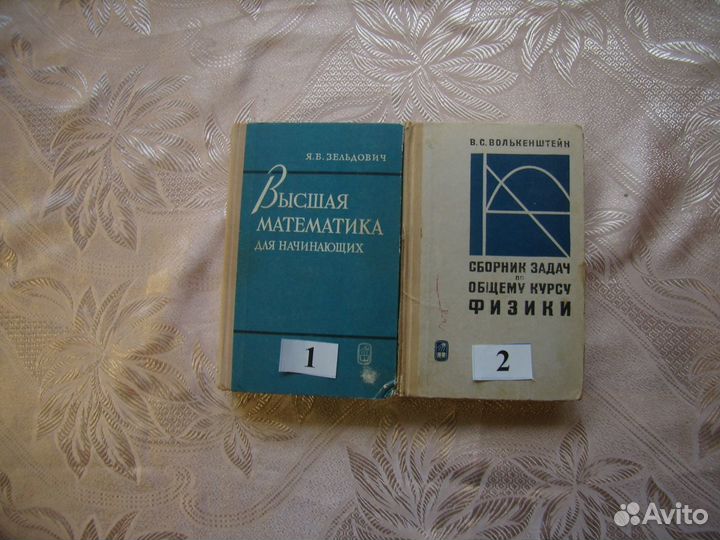 Я.Б. ЗЕЛЬДОВИЧ
ВЫСШАЯ
МАТЕМАТИКА
ДЛЯ НАЧИНАЮЩИХ
1
В.С. ВОЛЬКЕНШТЕЙН
СБОРНИК ЗАДАЧ
по
ОБЩЕМУ КУРСУ
ФИЗИКИ
2
Avito